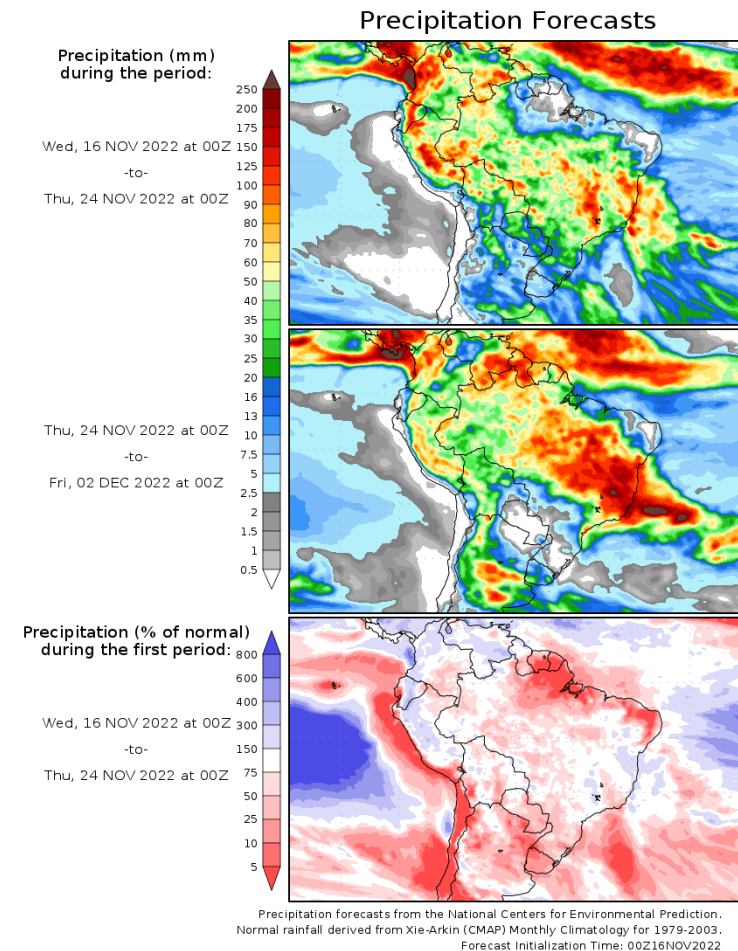 Precipitation Forecasts
Precipitation (mm)
during the period:
Wed, 16 NOV 2022 at 00Z
-to-
Thu, 24 NOV 2022 at 00Z
250
200
175
150
125
100
90
80
70
60
50
40
35
30
25
20
16
13
10
7.5
5
2.5
2
1.5
1
0.5
Thu, 24 NOV 2022 at 00Z
-to-
Fri, 02 DEC 2022 at 00Z
Precipitation (% of normal)
during the first period:
Wed, 16 NOV 2022 at 00Z
-to-
Thu, 24 NOV 2022 at 00Z
800
600
400
300
150
75
50
25
10
5
Precipitation forecasts from the National Centers for Environmental Prediction.
Normal rainfall derived from Xie-Arkin (CMAP) Monthly Climatology for 1979-2003.
Forecast Initialization Time: 00Z16NOV2022